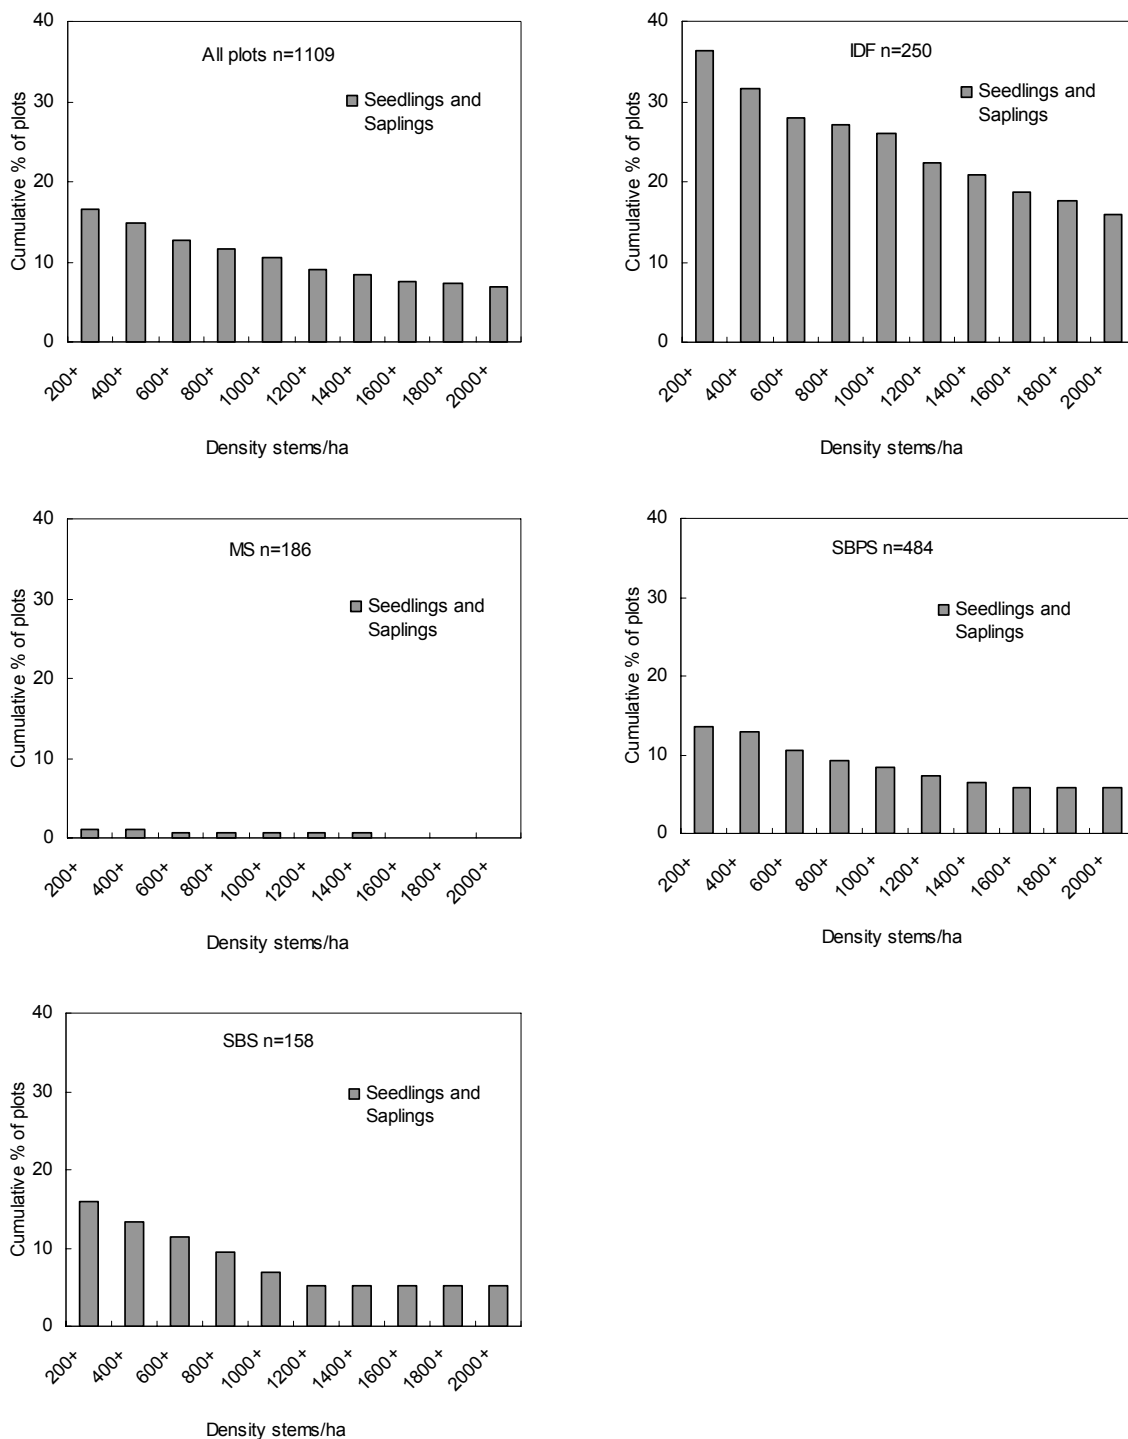 All plots n=1109
Seedlings and
Saplings
Cumulative % of plots
40
30
20
10
0
200+ 400+ 600+ 800+ 1000+ 1200+ 1400+ 1600+ 1800+ 2000+
Density stems/ha
IDF n=250
Seedlings and
Saplings
Cumulative % of plots
40
30
20
10
0
200+ 400+ 600+ 800+ 1000+ 1200+ 1400+ 1600+ 1800+ 2000+
Density stems/ha
MS n=186
Seedlings and
Saplings
Cumulative % of plots
40
30
20
10
0
200+ 400+ 600+ 800+ 1000+ 1200+ 1400+ 1600+ 1800+ 2000+
Density stems/ha
SBPS n=484
Seedlings and
Saplings
Cumulative % of plots
40
30
20
10
0
200+ 400+ 600+ 800+ 1000+ 1200+ 1400+ 1600+ 1800+ 2000+
Density stems/ha
SBS n=158
Seedlings and
Saplings
Cumulative % of plots
40
30
20
10
0
200+ 400+ 600+ 800+ 1000+ 1200+ 1400+ 1600+ 1800+ 2000+
Density stems/ha